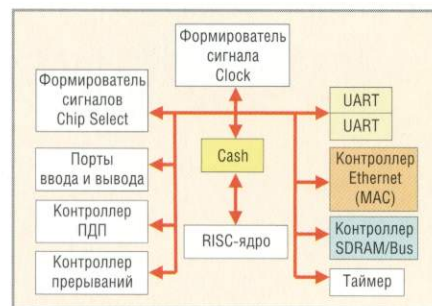 Формирователь
сигнала
Clock
Формирователь
сигналов
Chip Select
UART
UART
Cash
Порты
ввода и вывода
Контроллер
Ethernet
(MAC)
Контроллер
ПДП
RISC-ядро
Контроллер
SDRAM/Bus
Контроллер
прерываний
Таймер